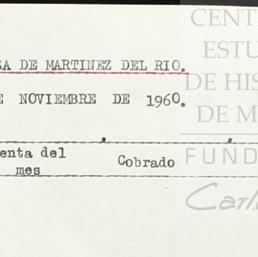 CENT
ESTU
SA DE MARTINEZ DEL RIO.
DE HIS
E NOVIEMBRE DE 1960.
DE M
enta del
mes
Cobrado
FUND
Carl